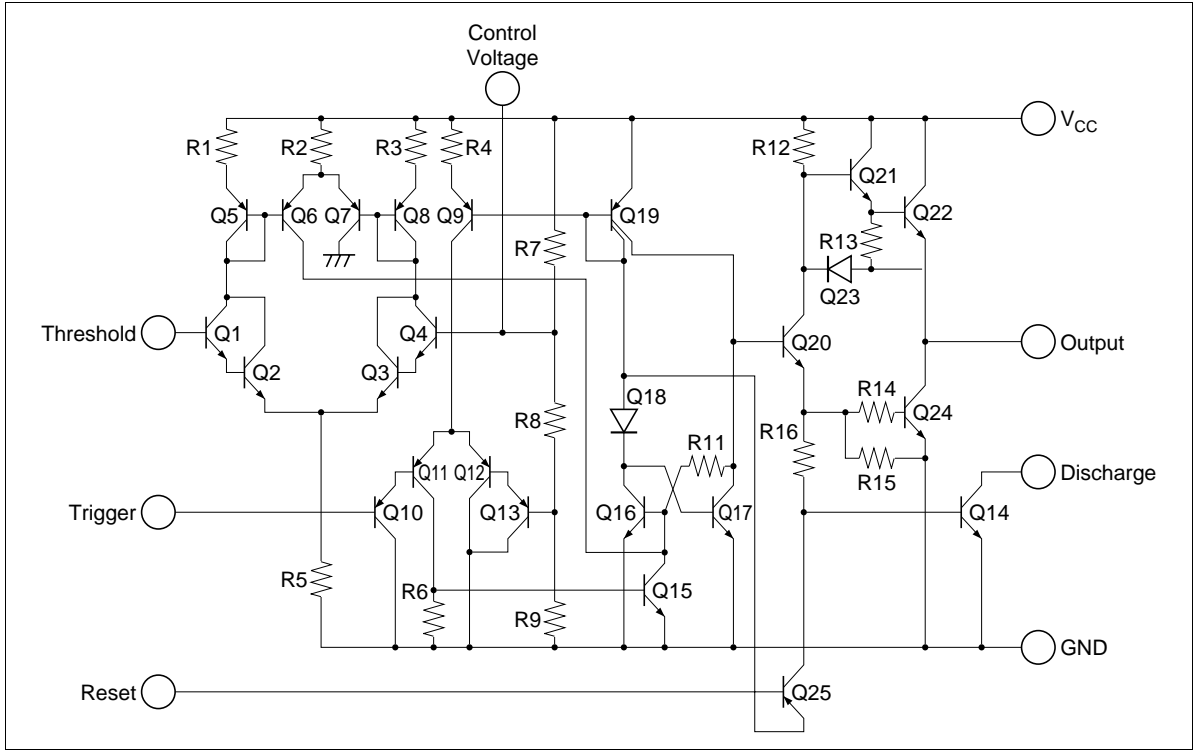 Control
Voltage
VCC
R1
R2
R3
R4
R12
Q21
Q5
Q6
Q7
Q8
Q9
Q19
Q22
R7
R13
Q23
Threshold
Q1
Q4
Q20
Output
Q2
Q3
Q18
R14
Q24
R8
R16
R11
R15
Q11
Q12
Discharge
Trigger
Q10
Q13
Q16
Q17
Q14
R5
R6
R9
Q15
GND
Reset
Q25